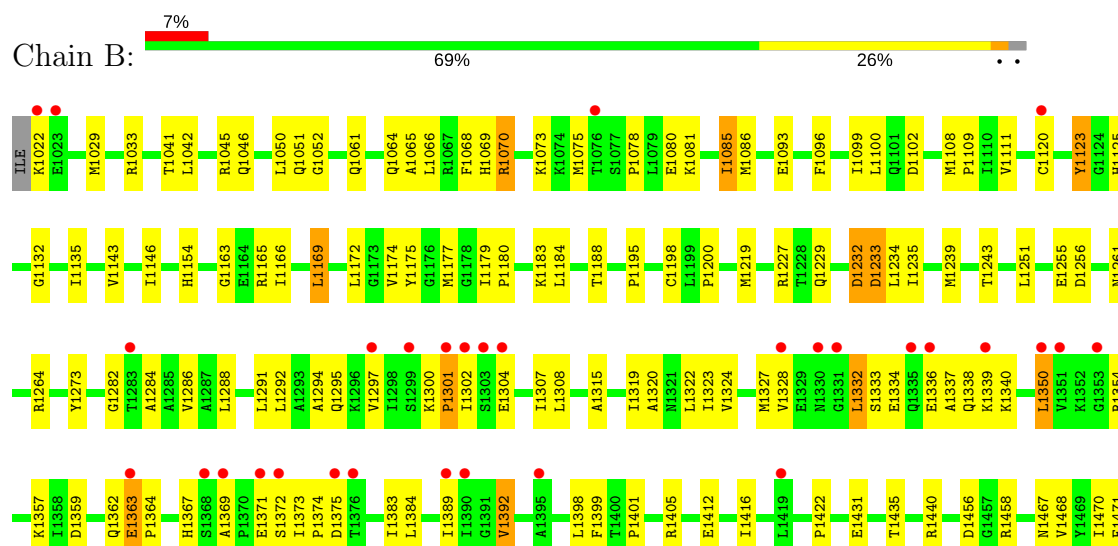 7%
Chain B:
69% 26% . .
ILE K1022 E1023 M1029 R1033 T1041 L1042 R1045 Q1046 L1050 Q1051 G1052 Q1061 Q1064 A1065 L1066 R1067 F1068 H1069 R1070 K1073 K1074 M1075 T1076 S1077 P1078 L1079 E1080 K1081 I1085 M1086 E1093 F1096 I1099 L1100 Q1101 D1102 M1108 P1109 I1110 V1111 C1120 Y1123 G1124 H1125
G1132 I1135 V1143 I1146 H1154 G1163 E1164 R1165 I1166 L1169 L1172 G1173 V1174 Y1175 G1176 M1177 G1178 I1179 P1180 K1183 L1184 T1188 P1195 C1198 L1199 P1200 M1219 R1227 T1228 Q1229 D1232 D1233 L1234 I1235 M1239 T1243 L1251 E1255 D1256 N1261
R1264 Y1273 G1282 T1283 A1284 A1285 V1286 A1287 L1288 L1291 L1292 A1293 A1294 Q1295 K1296 V1297 I1298 S1299 K1300 P1301 I1302 S1303 E1304 I1307 L1308 A1315 I1319 A1320 N1321 L1322 I1323 V1324 M1327 V1328 E1329 N1330 G1331 L1332 S1333 E1334 Q1335 E1336 A1337 Q1338 K1339 K1340 L1350 V1351 K1352 G1353
K1357 I1358 D1359 Q1362 E1363 P1364 H1367 S1368 A1369 P1370 E1371 S1372 I1373 P1374 D1375 T1376 I1383 L1384 I1389 I1390 G1391 V1392 A1395 L1398 F1399 T1400 P1401 R1405 E1412 I1416 L1419 P1422 E1431 T1435 R1440 D1456 G1457 R1458 N1467 V1468 Y1469 I1470